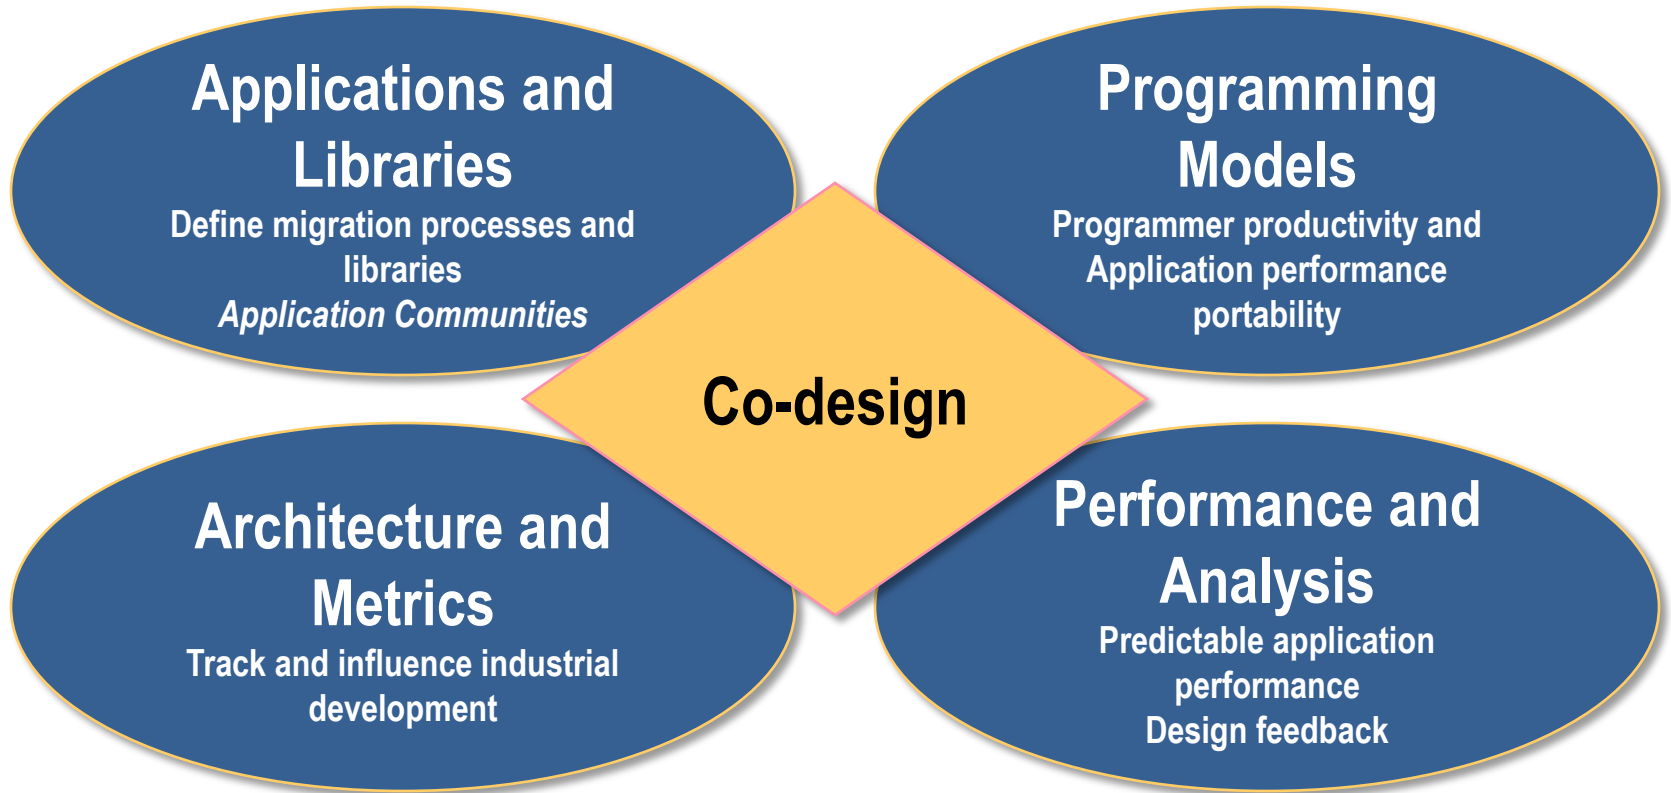 Applications and
Libraries
Define migration processes and
libraries
Application Communities
Programming
Models
Programmer productivity and
Application performance
portability
Co-design
Architecture and
Metrics
Track and influence industrial
development
Performance and
Analysis
Predictable application
performance
Design feedback